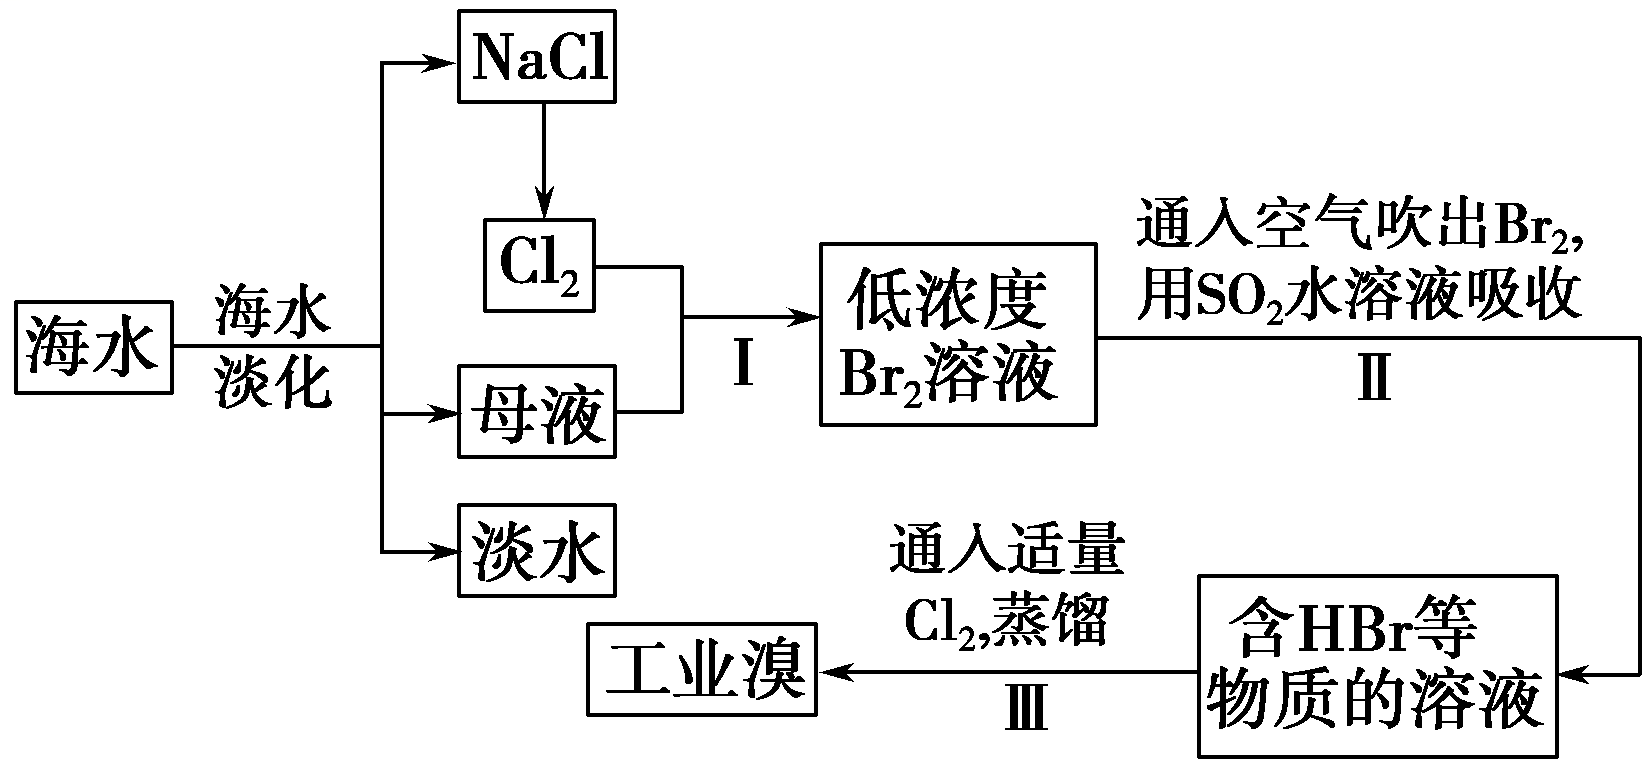 NaCl
Cl₂
海水
海水
淡化
母液
淡水
Ⅰ
低浓度
Br₂溶液
通入空气吹出Br₂,
用SO₂水溶液吸收
Ⅱ
含HBr等
物质的溶液
通入适量
Cl₂,蒸馏
Ⅲ
工业溴